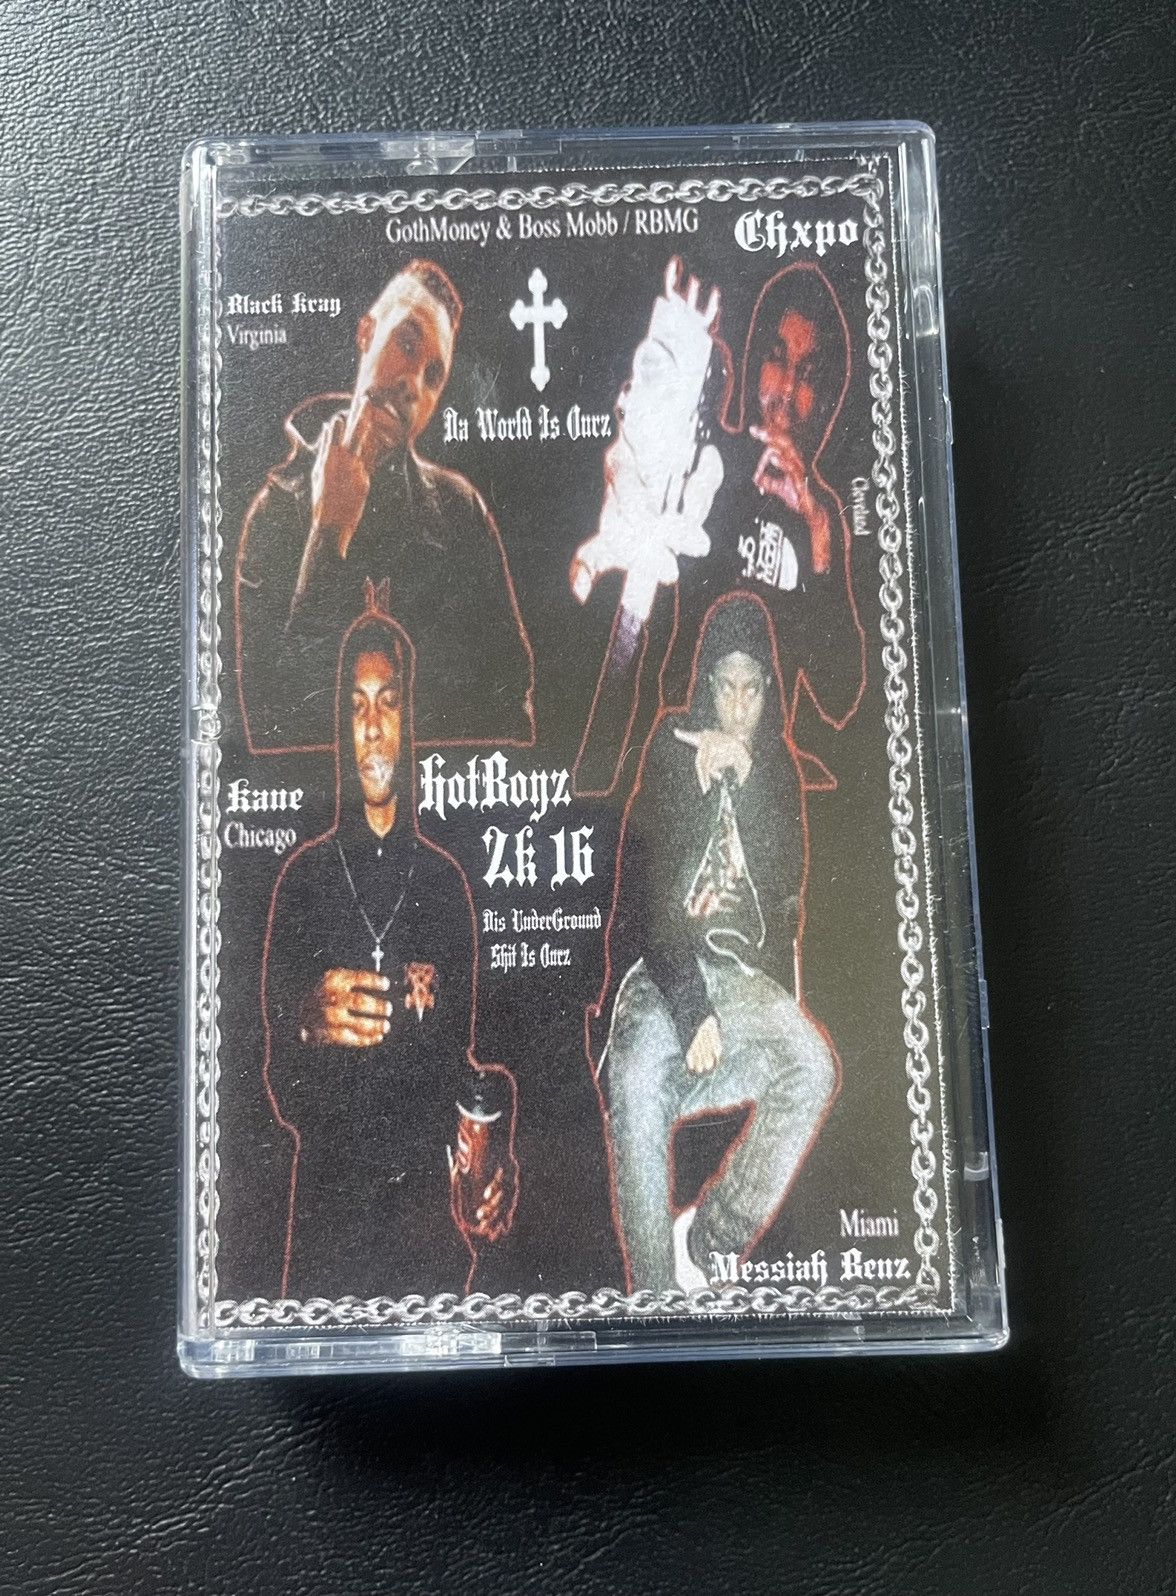 GothMoney & Boss Mobb / RBMG
Chxpo
Black Kray
Virginia
Da World Is Ourz
Cleveland
HotBoyz
2k 16
Kane
Chicago
Dis UnderGround
Shit Is Ourz
Miami
Messiah Benz